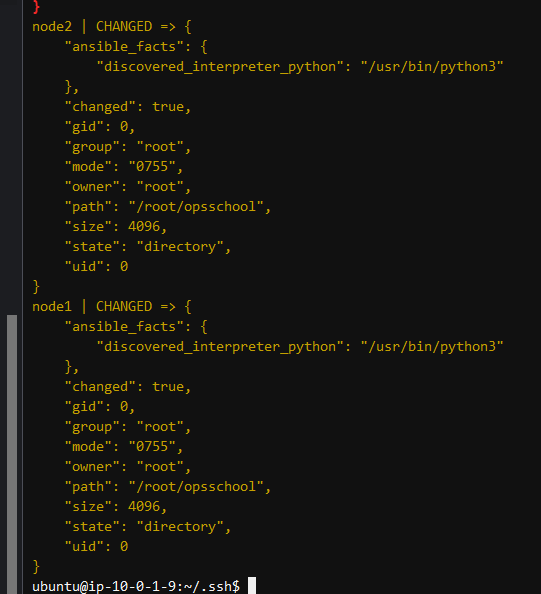 }
node2 | CHANGED => {
    "ansible_facts": {
        "discovered_interpreter_python": "/usr/bin/python3"
    },
    "changed": true,
    "gid": 0,
    "group": "root",
    "mode": "0755",
    "owner": "root",
    "path": "/root/opsschool",
    "size": 4096,
    "state": "directory",
    "uid": 0
}
node1 | CHANGED => {
    "ansible_facts": {
        "discovered_interpreter_python": "/usr/bin/python3"
    },
    "changed": true,
    "gid": 0,
    "group": "root",
    "mode": "0755",
    "owner": "root",
    "path": "/root/opsschool",
    "size": 4096,
    "state": "directory",
    "uid": 0
}
ubuntu@ip-10-0-1-9:~/.ssh$